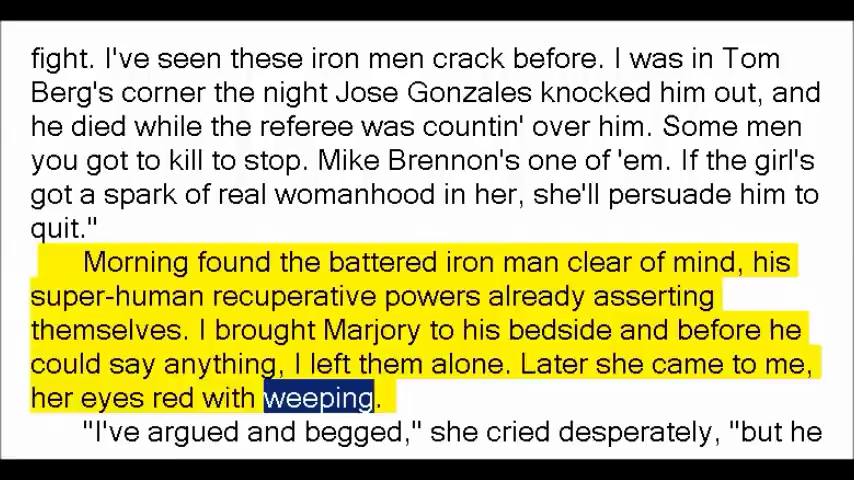 fight. I've seen these iron men crack before. I was in Tom
Berg's corner the night Jose Gonzales knocked him out, and
he died while the referee was countin' over him. Some men
you got to kill to stop. Mike Brennon's one of 'em. If the girl's
got a spark of real womanhood in her, she'll persuade him to
quit."
Morning found the battered iron man clear of mind, his
super-human recuperative powers already asserting
themselves. I brought Marjory to his bedside and before he
could say anything, I left them alone. Later she came to me,
her eyes red with weeping.
"I've argued and begged," she cried desperately, "but he